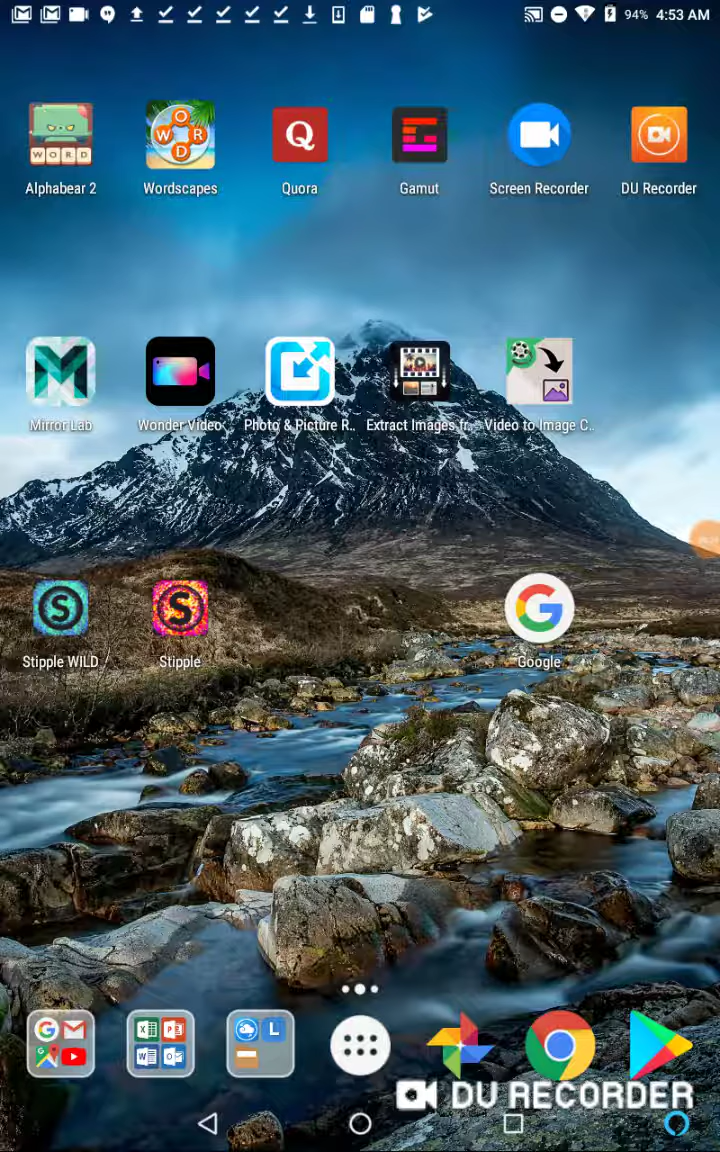 94% 4:53 AM
WORD
W O R D
Q
Alphabear 2
Wordscapes
Quora
Gamut
Screen Recorder
DU Recorder
Mirror Lab
Wonder Video
Photo & Picture R..
Extract Images fr..
Video to Image C..
S
S
Stipple WILD
Stipple
G
Google
L
DU RECORDER